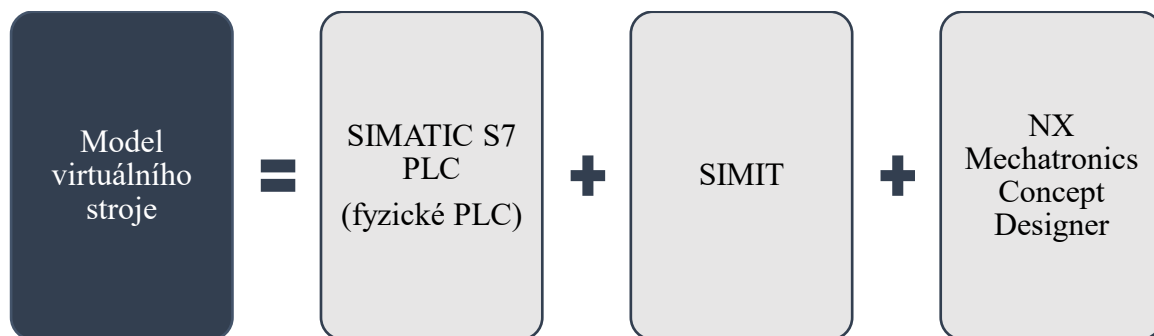 Model
virtuálního
stroje
=
SIMATIC S7
PLC
(fyzické PLC)
+
SIMIT
+
NX
Mechatronics
Concept
Designer